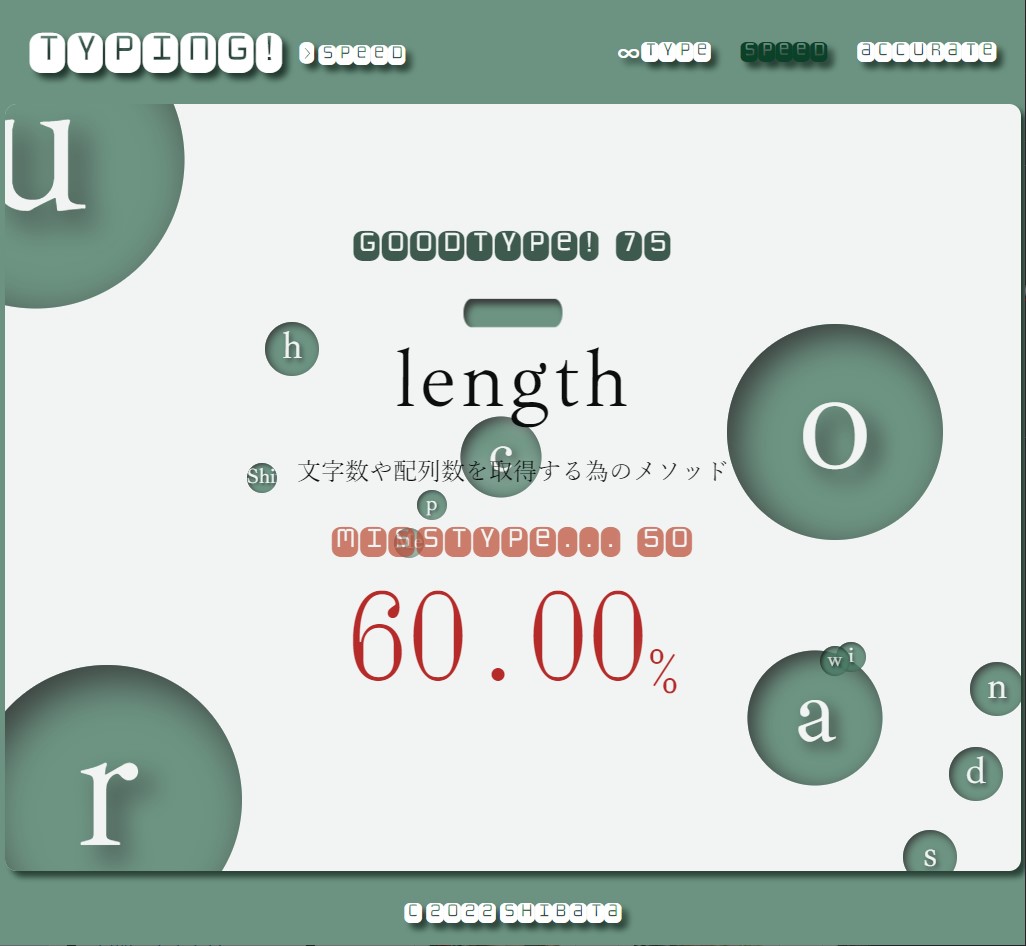 TYPING! > SPEED ∞TYPE SPEED ACCURATE
u
GOODTYPE! 75
h
length
o
c
文字数や配列数を取得する為のメソッド
Shi
p
MISSTYPE... 50
60.00%
w
i
a
n
d
r
s
C 2022 SHIBATA